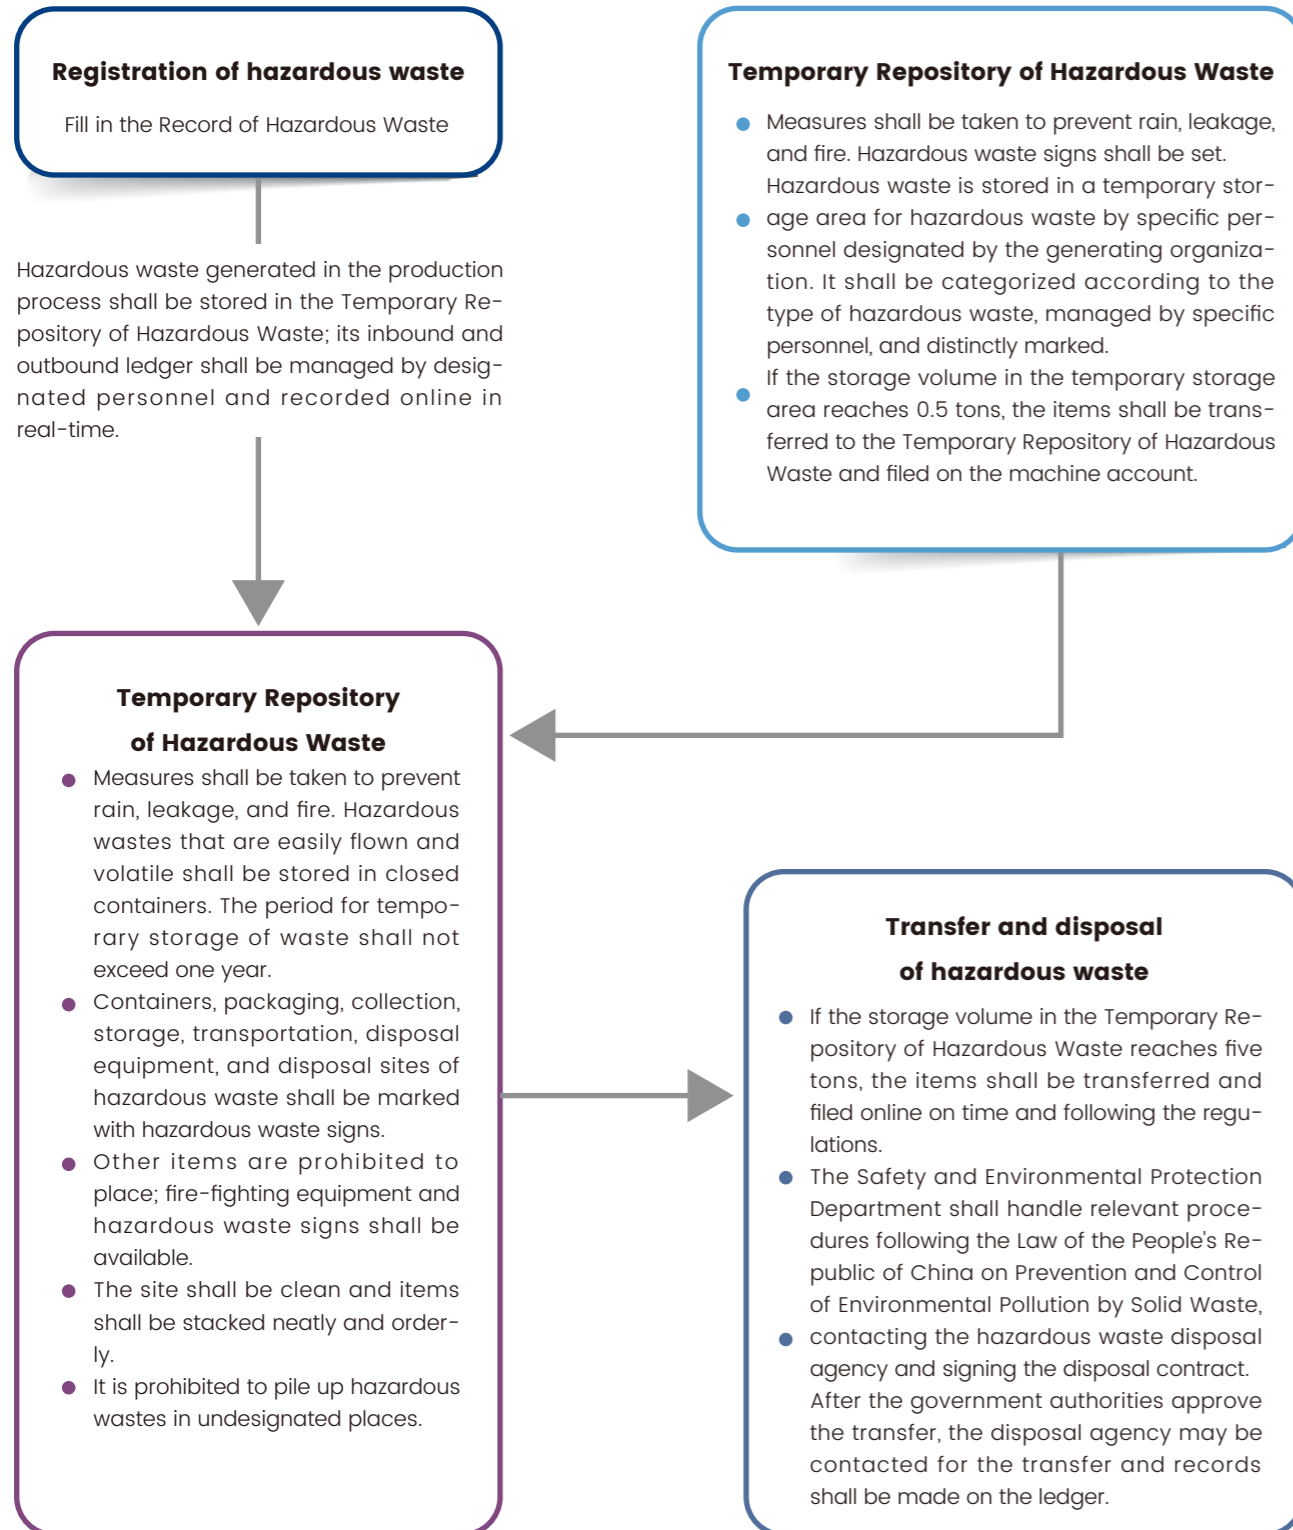 Registration of hazardous waste
Fill in the Record of Hazardous Waste
Hazardous waste generated in the production
process shall be stored in the Temporary Re-
pository of Hazardous Waste; its inbound and
outbound ledger shall be managed by desig-
nated personnel and recorded online in
real-time.
Temporary Repository of Hazardous Waste
Measures shall be taken to prevent rain, leakage,
and fire. Hazardous waste signs shall be set.
Hazardous waste is stored in a temporary stor-
age area for hazardous waste by specific per-
sonnel designated by the generating organiza-
tion. It shall be categorized according to the
type of hazardous waste, managed by specific
personnel, and distinctly marked.
If the storage volume in the temporary storage
area reaches 0.5 tons, the items shall be trans-
ferred to the Temporary Repository of Hazardous
Waste and filed on the machine account.
Temporary Repository
of Hazardous Waste
Measures shall be taken to prevent
rain, leakage, and fire. Hazardous
wastes that are easily flown and
volatile shall be stored in closed
containers. The period for tempo-
rary storage of waste shall not
exceed one year.
Containers, packaging, collection,
storage, transportation, disposal
equipment, and disposal sites of
hazardous waste shall be marked
with hazardous waste signs.
Other items are prohibited to
place; fire-fighting equipment and
hazardous waste signs shall be
available.
The site shall be clean and items
shall be stacked neatly and order-
ly.
It is prohibited to pile up hazardous
wastes in undesignated places.
Transfer and disposal
of hazardous waste
If the storage volume in the Temporary Re-
pository of Hazardous Waste reaches five
tons, the items shall be transferred and
filed online on time and following the regu-
lations.
The Safety and Environmental Protection
Department shall handle relevant proce-
dures following the Law of the People's Re-
public of China on Prevention and Control
of Environmental Pollution by Solid Waste,
contacting the hazardous waste disposal
agency and signing the disposal contract.
After the government authorities approve
the transfer, the disposal agency may be
contacted for the transfer and records
shall be made on the ledger.